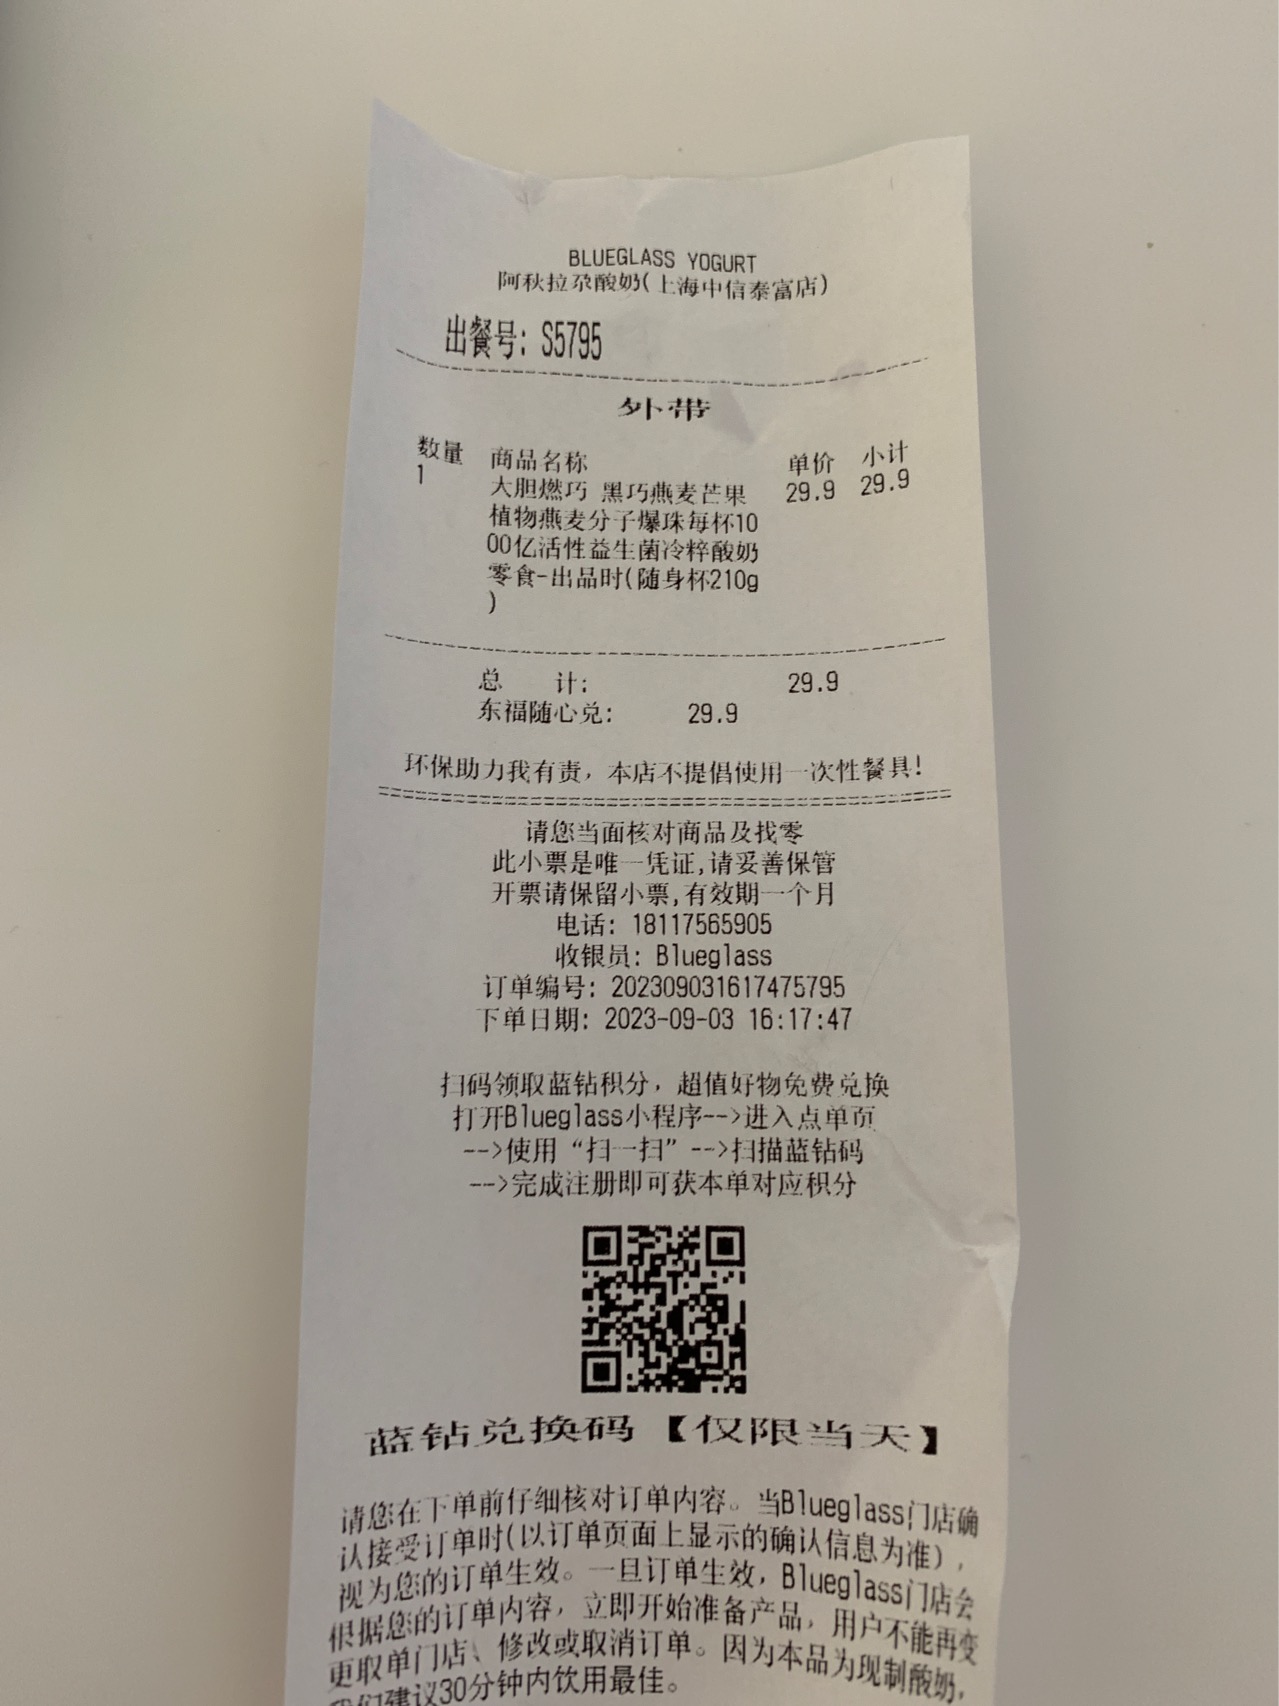 BLUEGLASS YOGURT
阿秋拉尕酸奶(上海中信泰富店)
出餐号: S5795
外带
数量 商品名称 单价 小计
1 大胆燃巧 黑巧燕麦芒果 29.9 29.9
植物燕麦分子爆珠每杯10
00亿活性益生菌冷粹酸奶
零食-出品时(随身杯210g
)
总 计: 29.9
东福随心兑: 29.9
环保助力我有责，本店不提倡使用一次性餐具!
请您当面核对商品及找零
此小票是唯一凭证,请妥善保管
开票请保留小票,有效期一个月
电话: 18117565905
收银员: Blueglass
订单编号: 202309031617475795
下单日期: 2023-09-03 16:17:47
扫码领取蓝钻积分，超值好物免费兑换
打开Blueglass小程序-->进入点单页
-->使用“扫一扫”-->扫描蓝钻码
-->完成注册即可获本单对应积分
蓝钻兑换码【仅限当天】
请您在下单前仔细核对订单内容。当Blueglass门店确
认接受订单时(以订单页面上显示的确认信息为准)，
视为您的订单生效。一旦订单生效，Blueglass门店会
根据您的订单内容，立即开始准备产品，用户不能再变
更取单门店、修改或取消订单。因为本品为现制酸奶，
我们建议30分钟内饮用最佳。